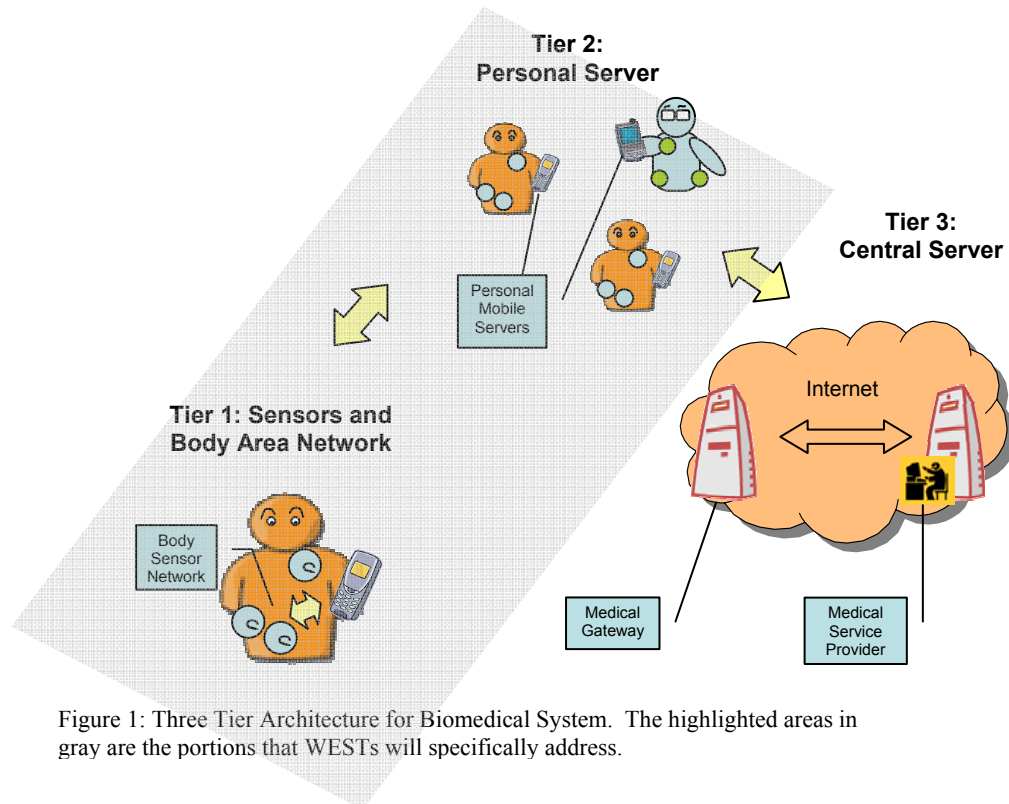 Tier 2:
Personal Server
Tier 3:
Central Server
Personal
Mobile
Servers
Internet
Tier 1: Sensors and
Body Area Network
Body
Sensor
Network
Medical
Gateway
Medical
Service
Provider
Figure 1: Three Tier Architecture for Biomedical System.  The highlighted areas in
gray are the portions that WESTs will specifically address.